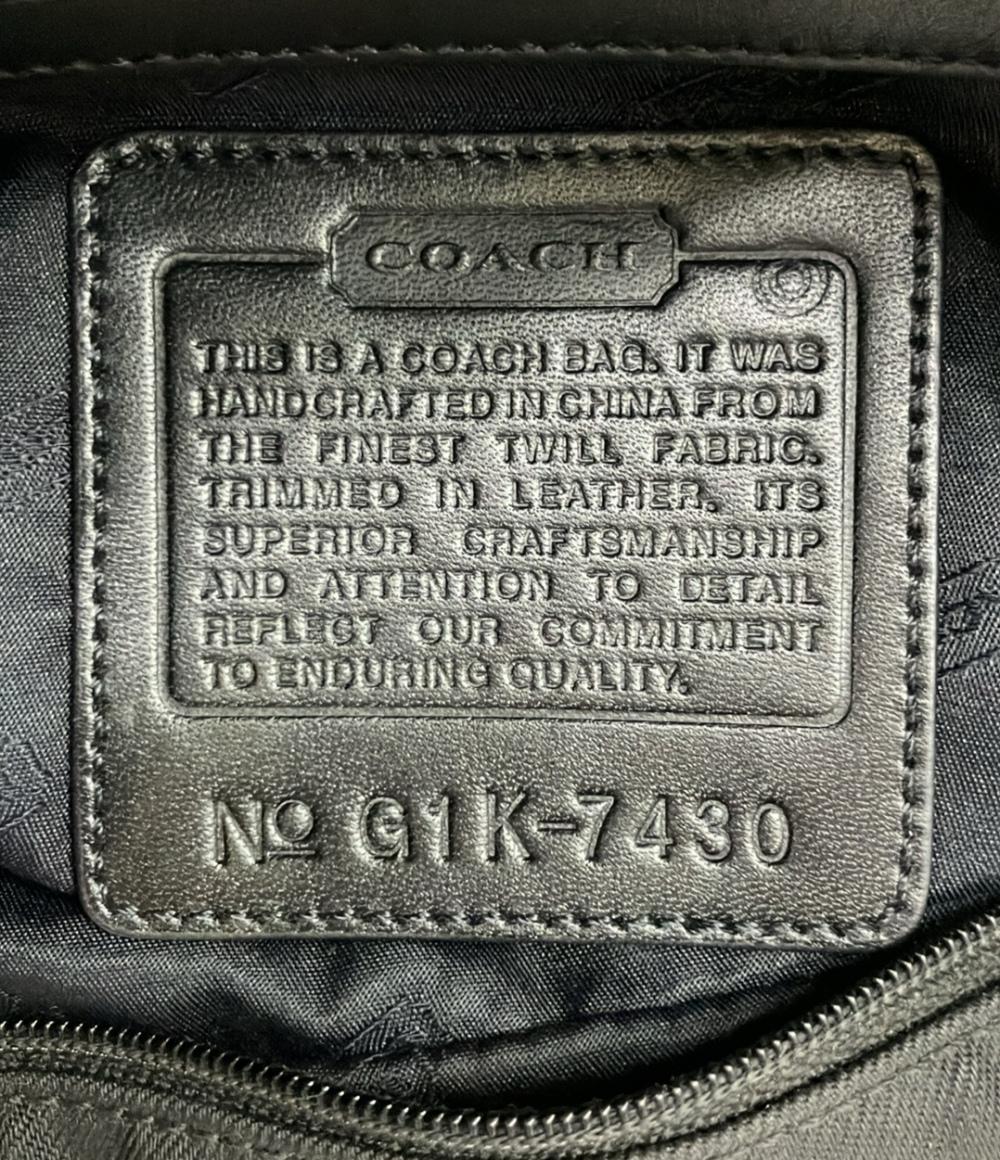 COACH
THIS IS A COACH BAG. IT WAS
HANDCRAFTED IN CHINA FROM
THE FINEST TWILL FABRIC.
TRIMMED IN LEATHER. ITS
SUPERIOR CRAFTSMANSHIP
AND ATTENTION TO DETAIL
REFLECT OUR COMMITMENT
TO ENDURING QUALITY.
No G1K-7430